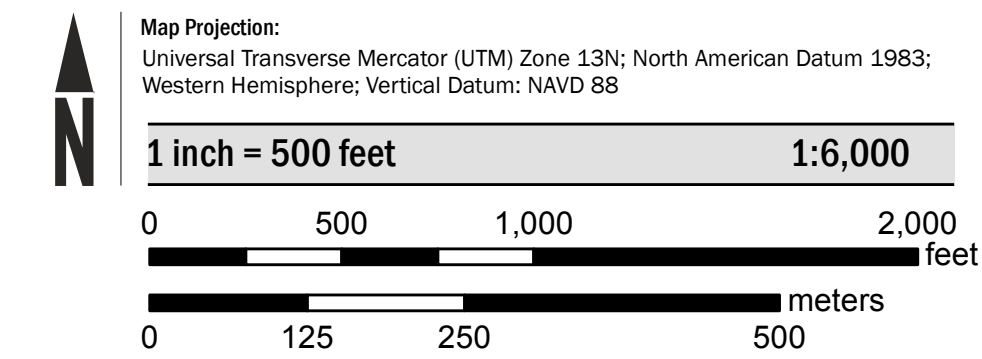 N
Map Projection:
Universal Transverse Mercator (UTM) Zone 13N; North American Datum 1983;
Western Hemisphere; Vertical Datum: NAVD 88
1 inch = 500 feet 1:6,000
0 500 1,000 2,000
feet
meters
0 125 250 500